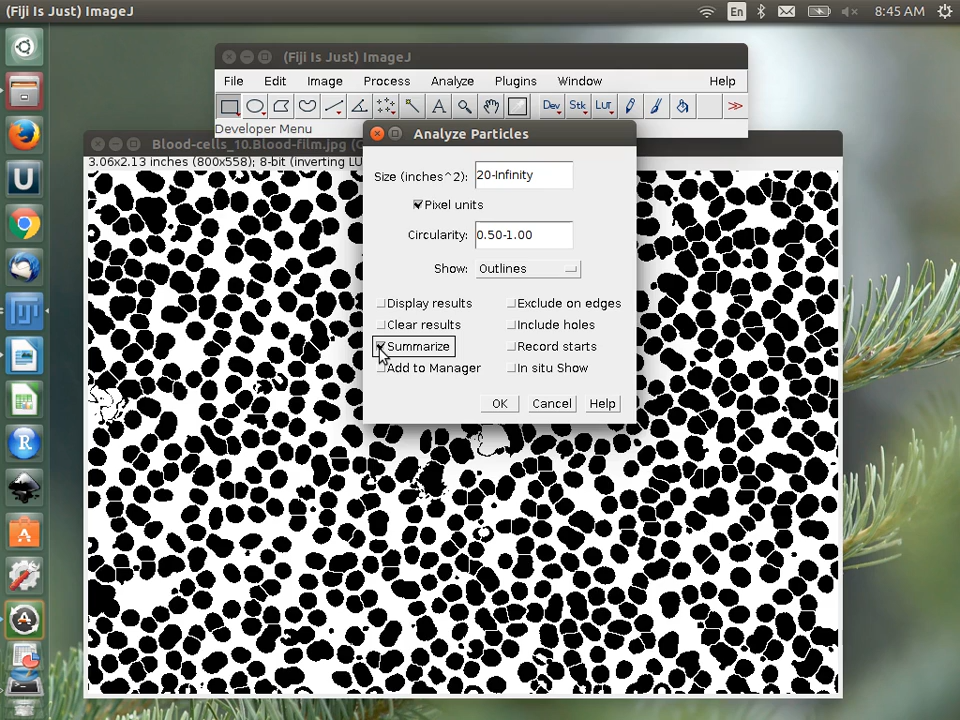 (Fiji Is Just) ImageJ
En
8:45 AM
(Fiji Is Just) ImageJ
File Edit Image Process Analyze Plugins Window Help
A Dev Stk LUT >>
Developer Menu
Analyze Particles
Blood-cells_10.Blood-film.jpg (G
3.06x2.13 inches (800x558); 8-bit (inverting LU
Size (inches^2): 20-Infinity
Pixel units
Circularity: 0.50-1.00
Show: Outlines
Display results Exclude on edges
Clear results Include holes
Summarize Record starts
Add to Manager In situ Show
OK Cancel Help
U
R
A